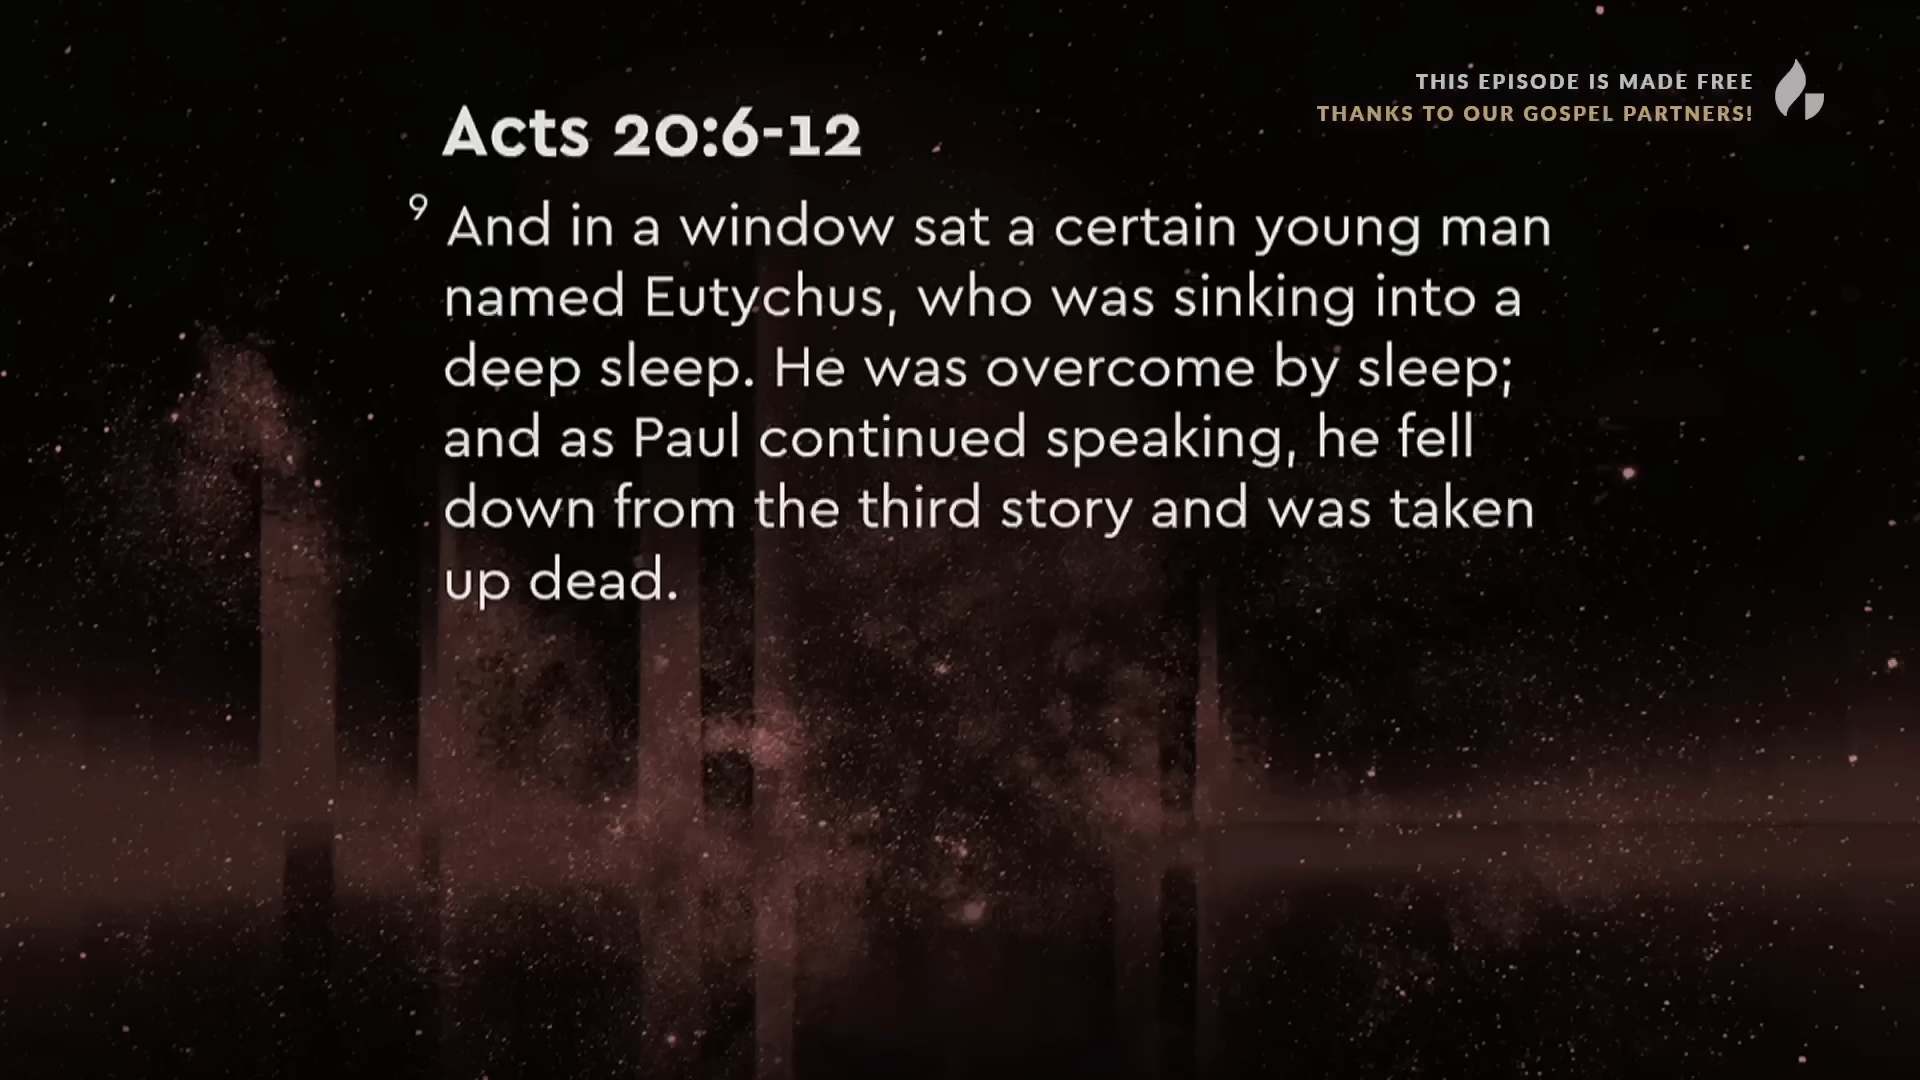 THIS EPISODE IS MADE FREE
THANKS TO OUR GOSPEL PARTNERS!
Acts 20:6-12
9 And in a window sat a certain young man
named Eutychus, who was sinking into a
deep sleep. He was overcome by sleep;
and as Paul continued speaking, he fell
down from the third story and was taken
up dead.